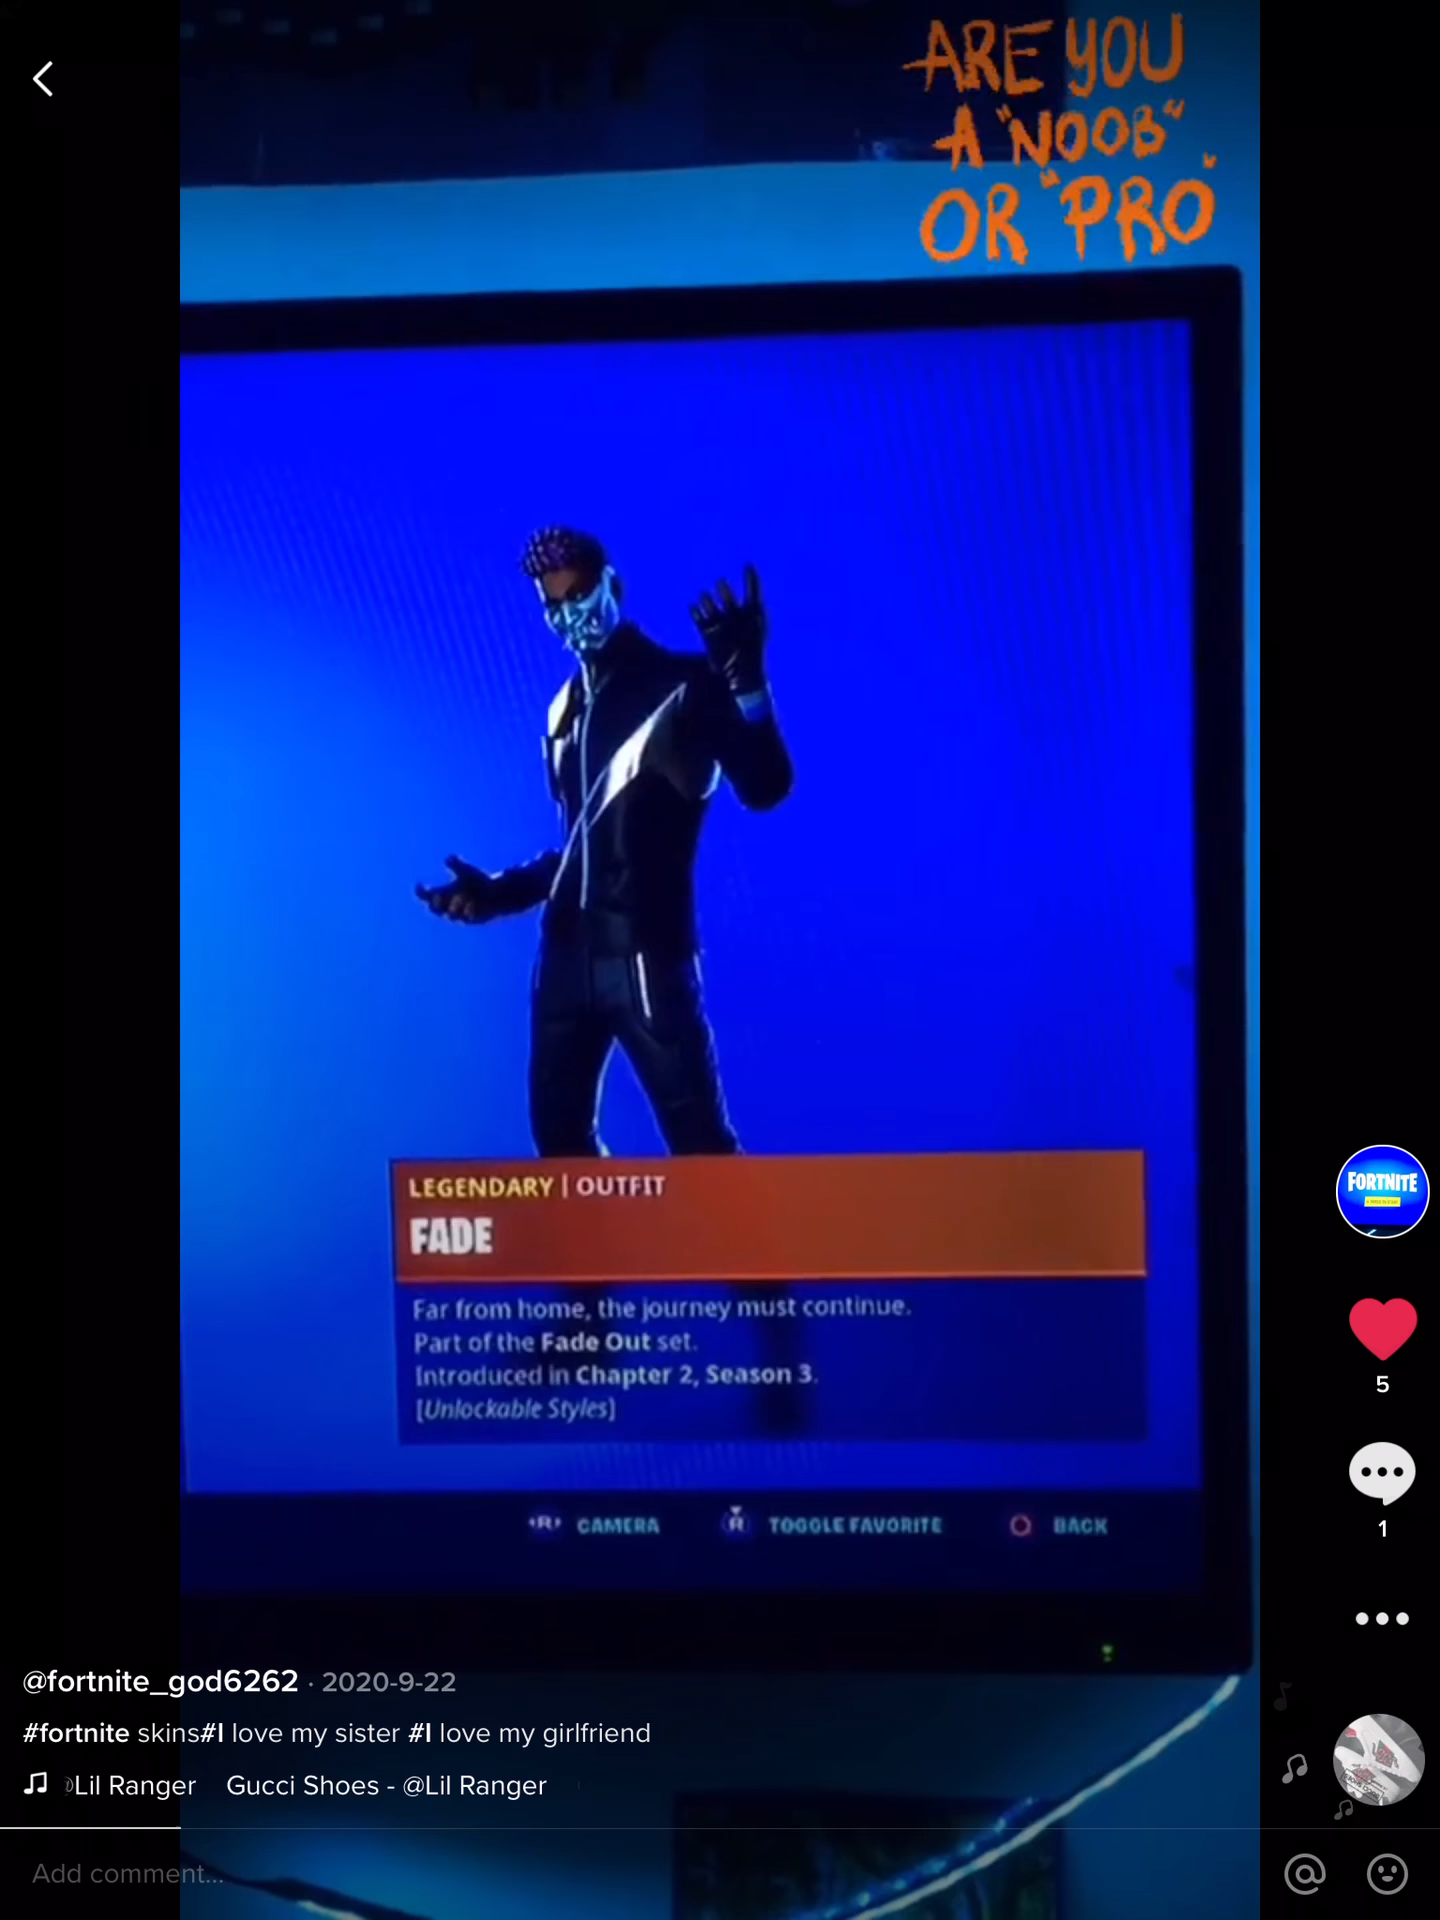 ARE YOU
A "NOOB"
OR "PRO"
LEGENDARY | OUTFIT
FADE
Far from home, the journey must continue.
Part of the Fade Out set.
Introduced in Chapter 2, Season 3.
[Unlockable Styles]
R CAMERA R TOGGLE FAVORITE BACK
FORTNITE
5
1
@fortnite_god6262 · 2020-9-22
#fortnite skins#I love my sister #I love my girlfriend
@Lil Ranger Gucci Shoes - @Lil Ranger
Add comment...